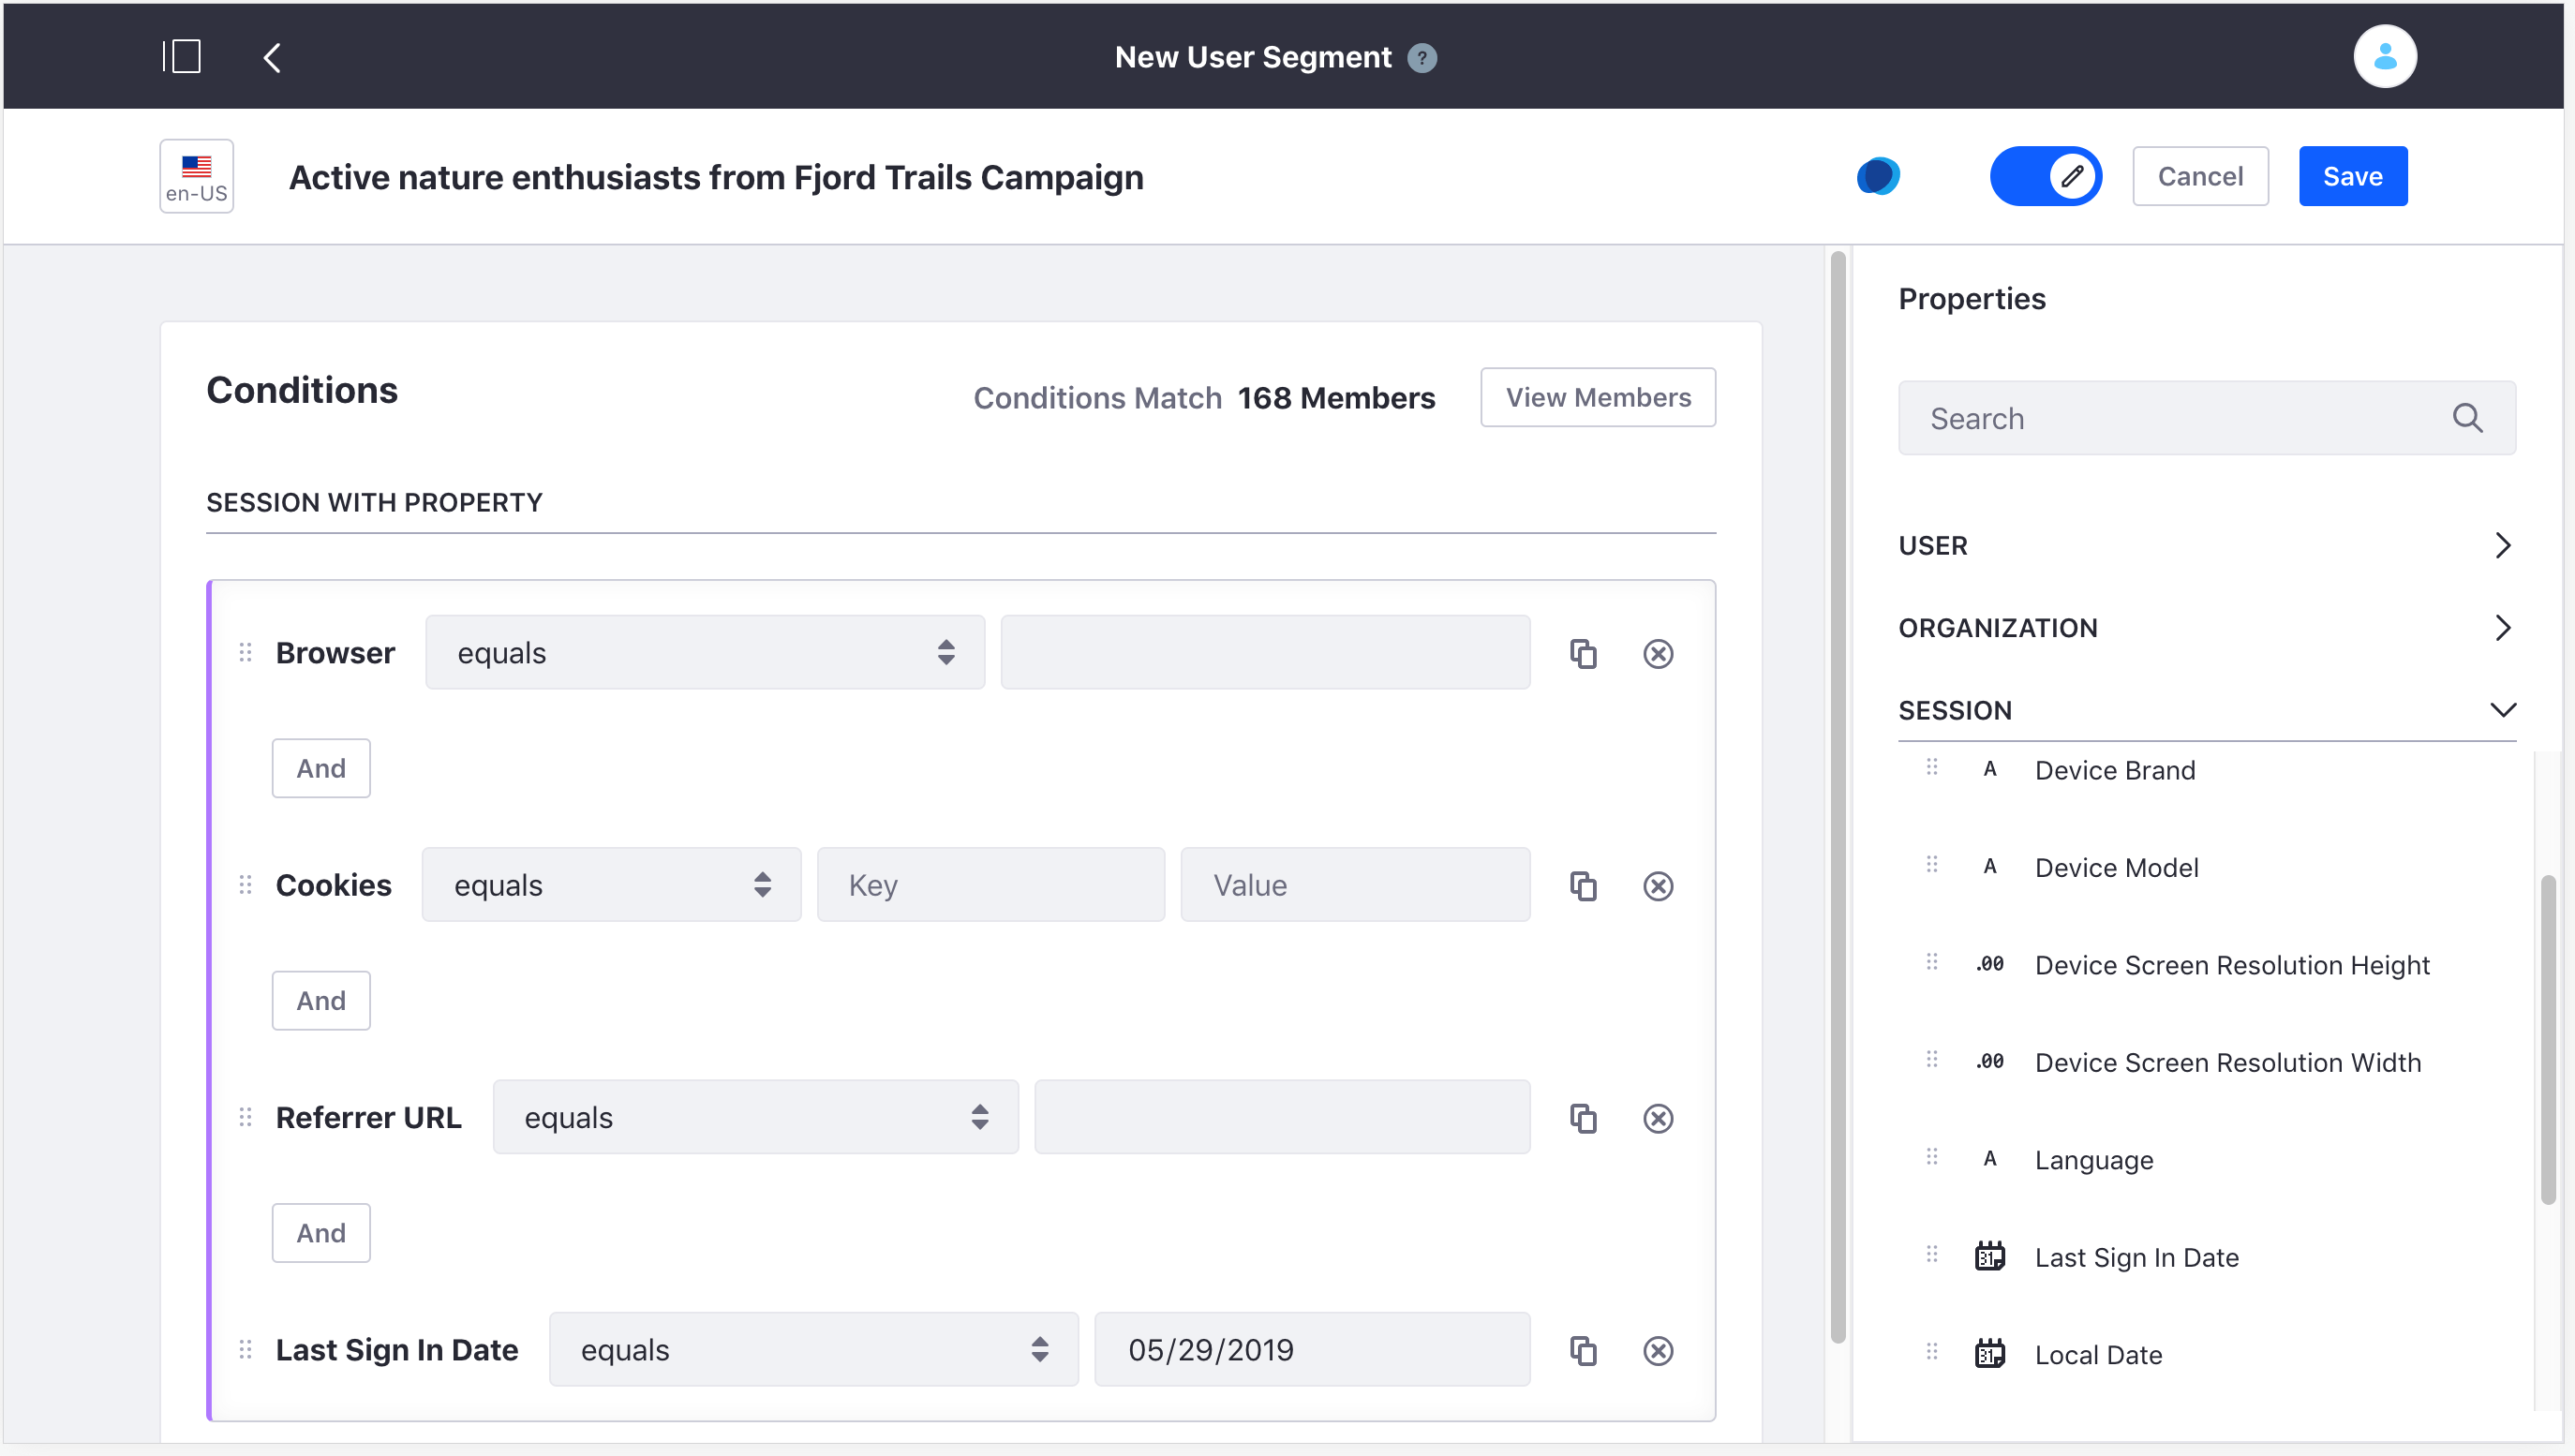 New User Segment ?
en-US
Active nature enthusiasts from Fjord Trails Campaign
Cancel
Save
Conditions
Conditions Match 168 Members
View Members
SESSION WITH PROPERTY
Browser equals
And
Cookies equals Key Value
And
Referrer URL equals
And
Last Sign In Date equals 05/29/2019
Properties
Search
USER
ORGANIZATION
SESSION
A Device Brand
A Device Model
.00 Device Screen Resolution Height
.00 Device Screen Resolution Width
A Language
31 Last Sign In Date
31 Local Date